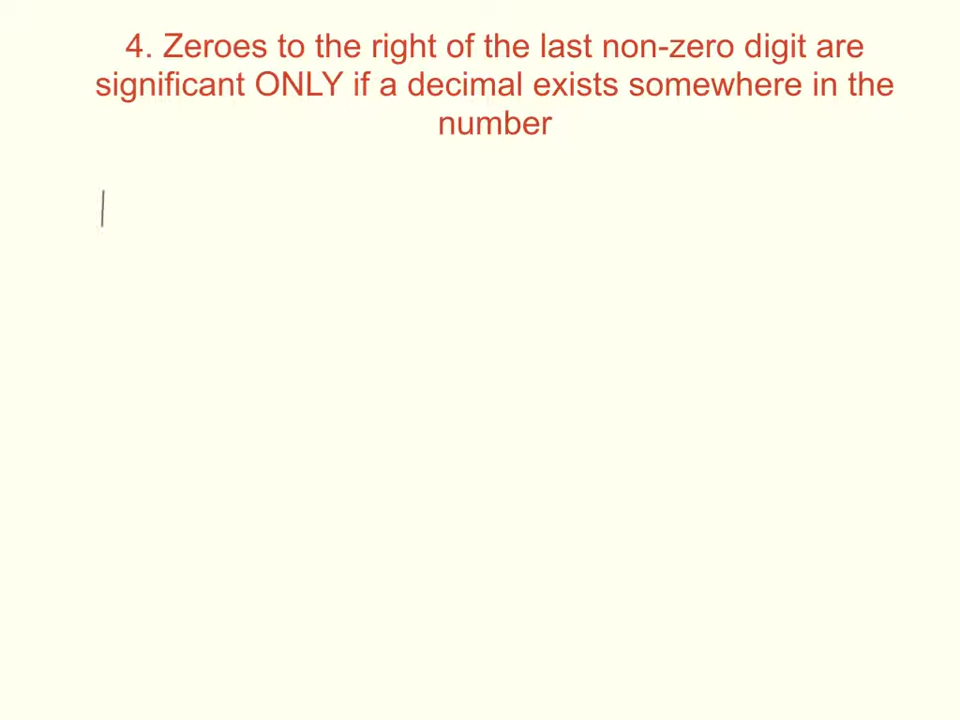 4. Zeroes to the right of the last non-zero digit are
significant ONLY if a decimal exists somewhere in the
number